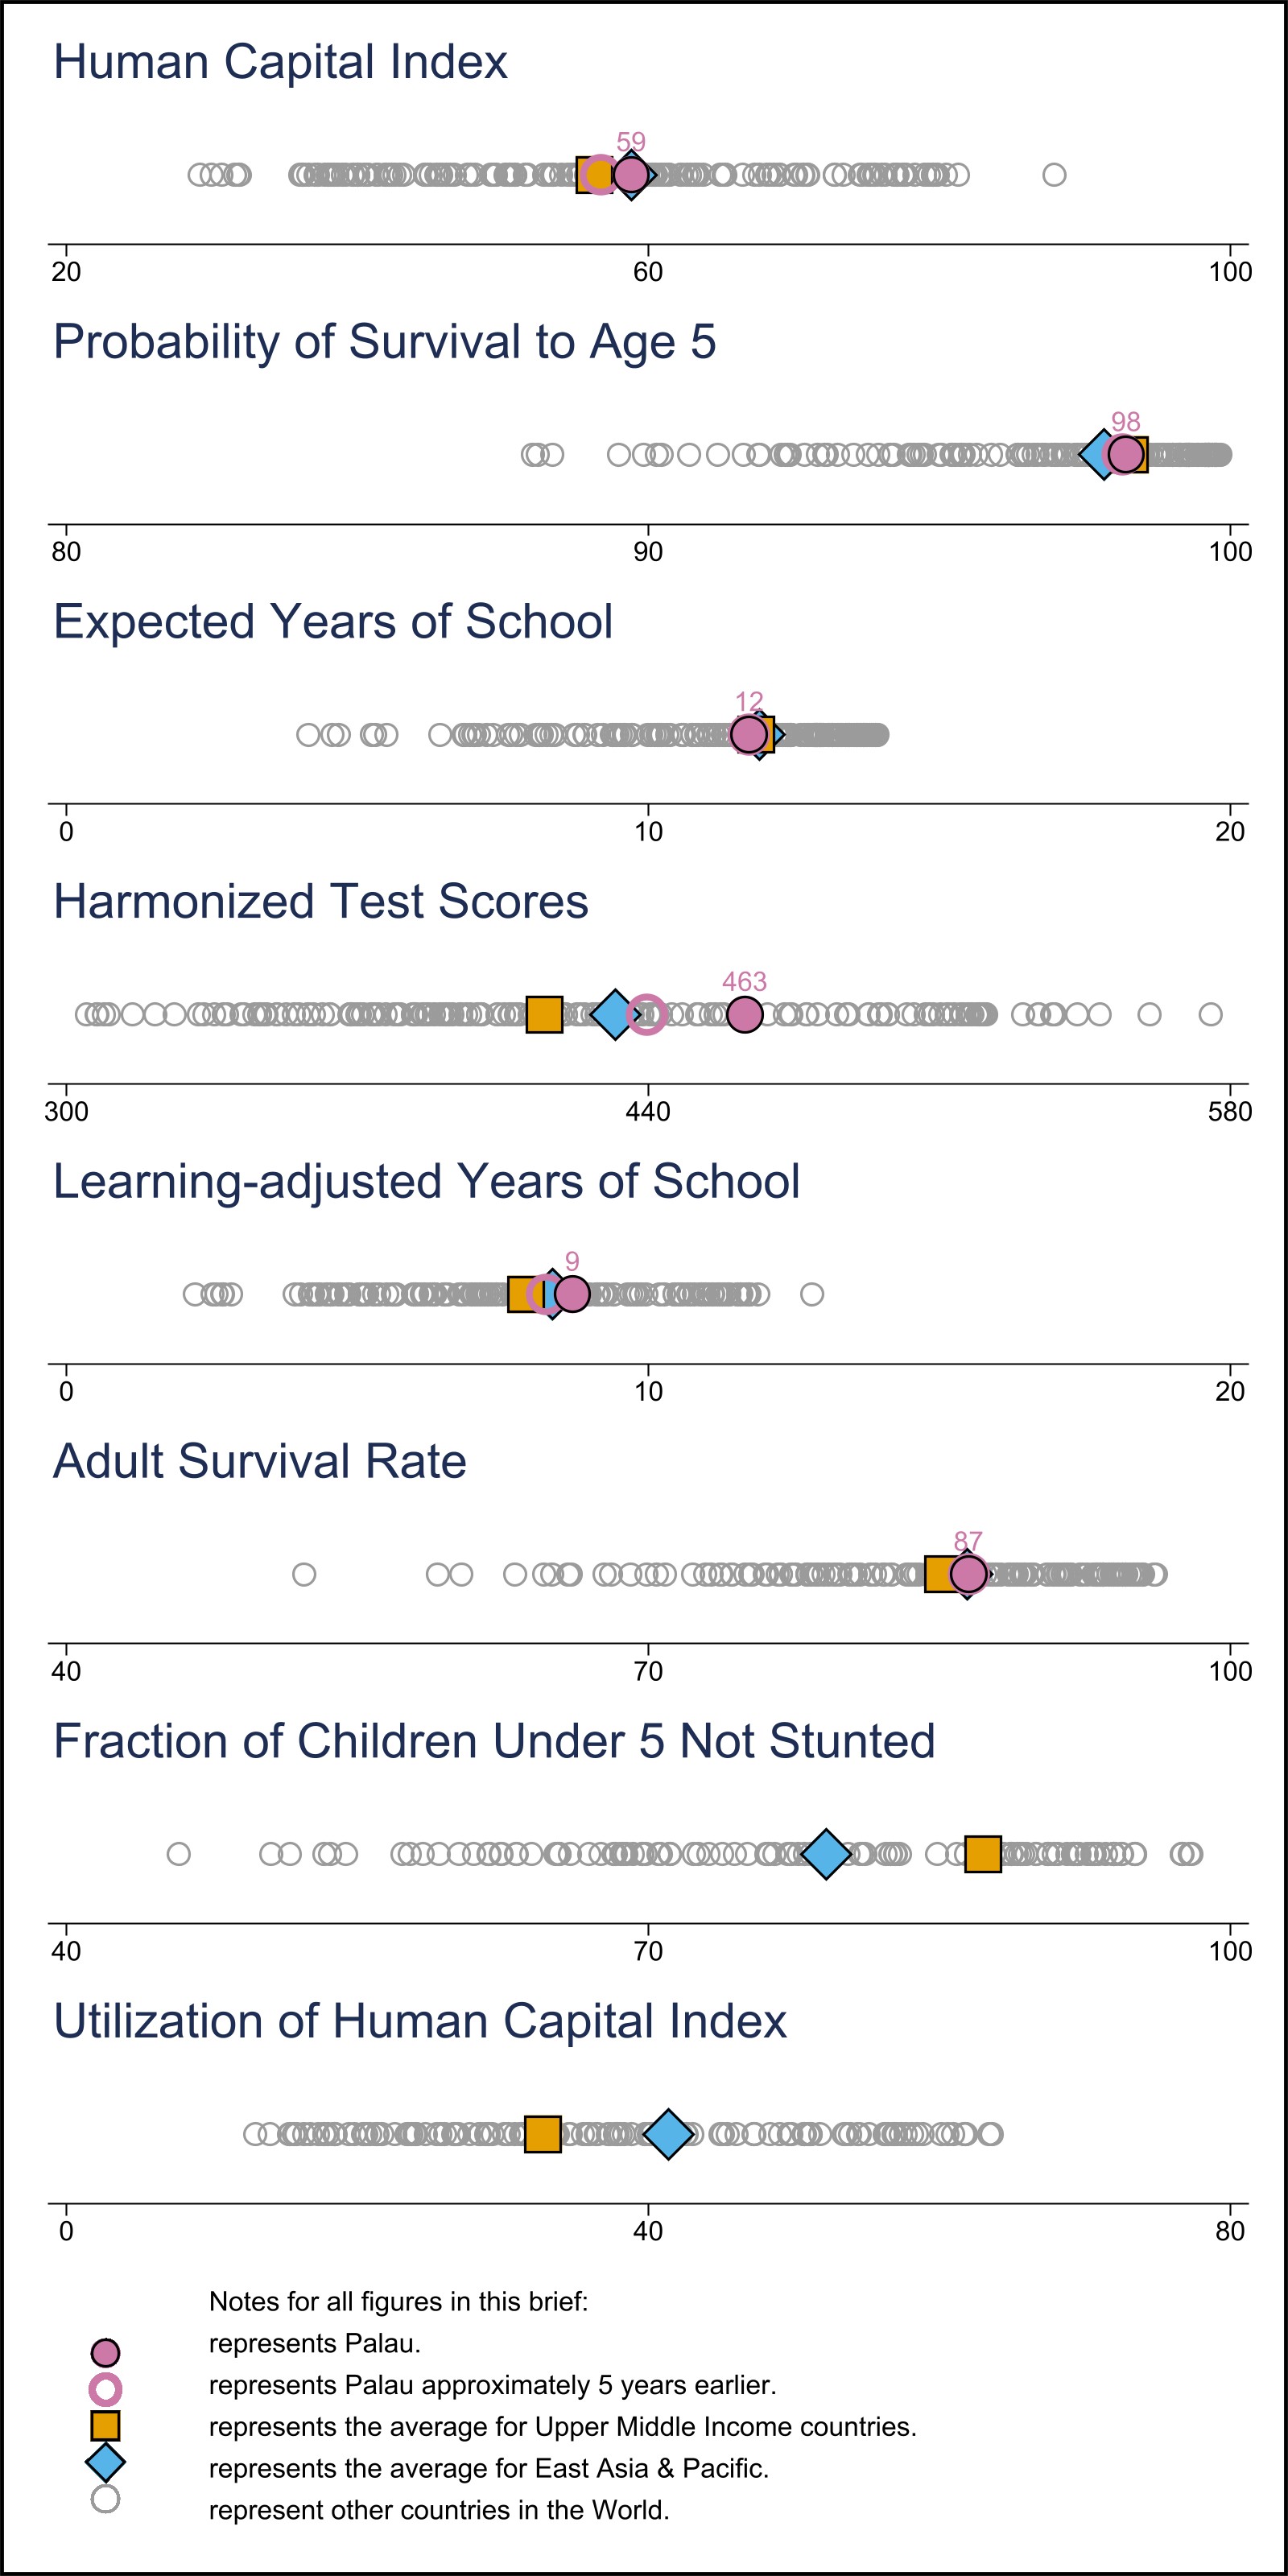 Human Capital Index
59
20 60 100
Probability of Survival to Age 5
98
80 90 100
Expected Years of School
12
0 10 20
Harmonized Test Scores
463
300 440 580
Learning-adjusted Years of School
9
0 10 20
Adult Survival Rate
87
40 70 100
Fraction of Children Under 5 Not Stunted
40 70 100
Utilization of Human Capital Index
0 40 80
Notes for all figures in this brief:
represents Palau.
represents Palau approximately 5 years earlier.
represents the average for Upper Middle Income countries.
represents the average for East Asia & Pacific.
represent other countries in the World.